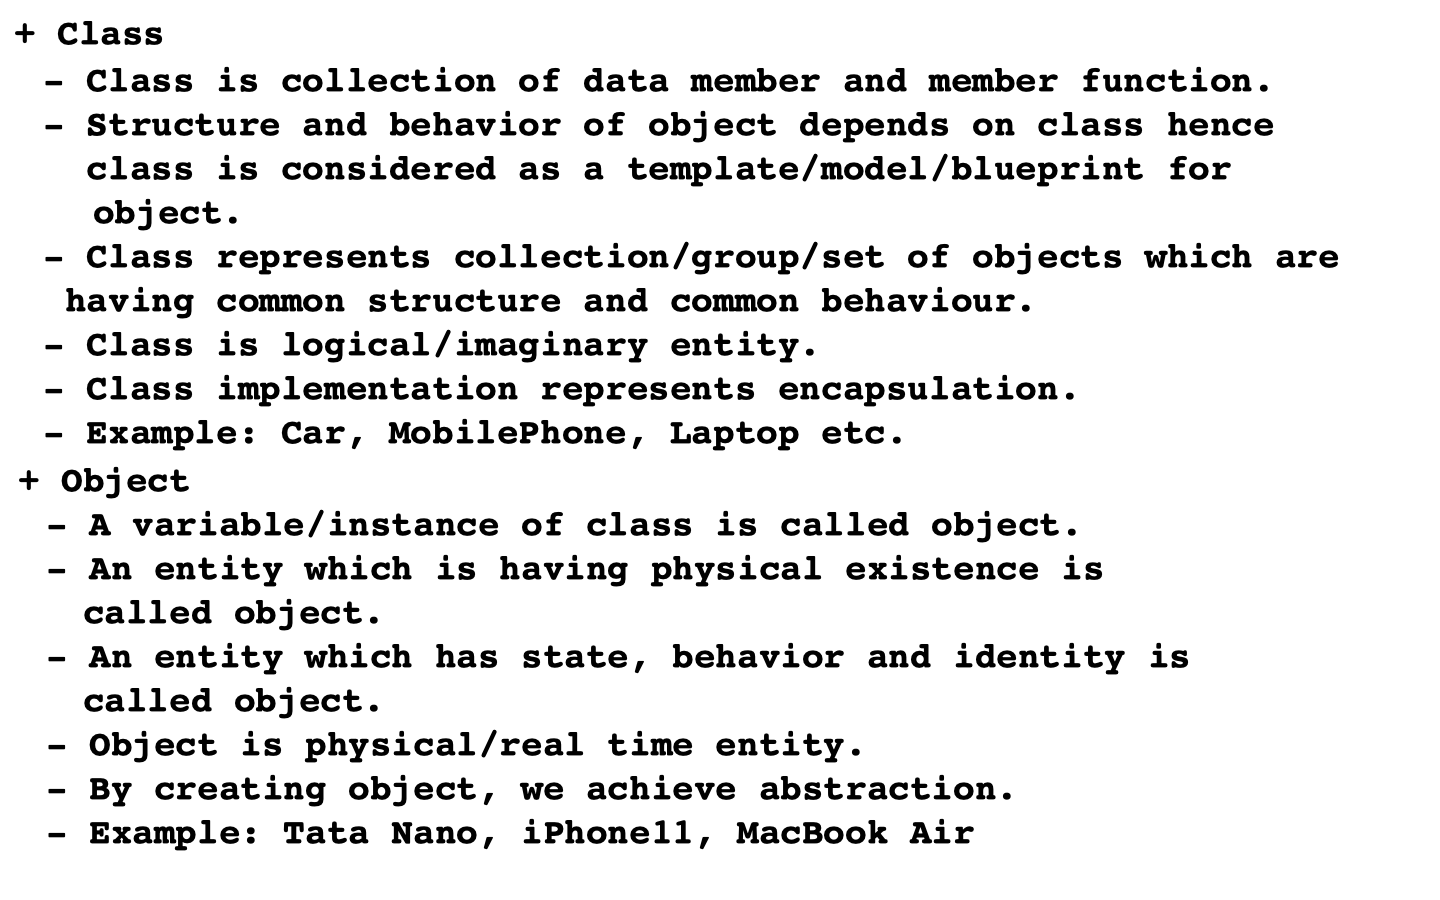 + Class
- Class is collection of data member and member function.
- Structure and behavior of object depends on class hence
class is considered as a template/model/blueprint for
object.
- Class represents collection/group/set of objects which are
having common structure and common behaviour.
- Class is logical/imaginary entity.
- Class implementation represents encapsulation.
- Example: Car, MobilePhone, Laptop etc.
+ Object
- A variable/instance of class is called object.
- An entity which is having physical existence is
called object.
- An entity which has state, behavior and identity is
called object.
- Object is physical/real time entity.
- By creating object, we achieve abstraction.
- Example: Tata Nano, iPhone11, MacBook Air